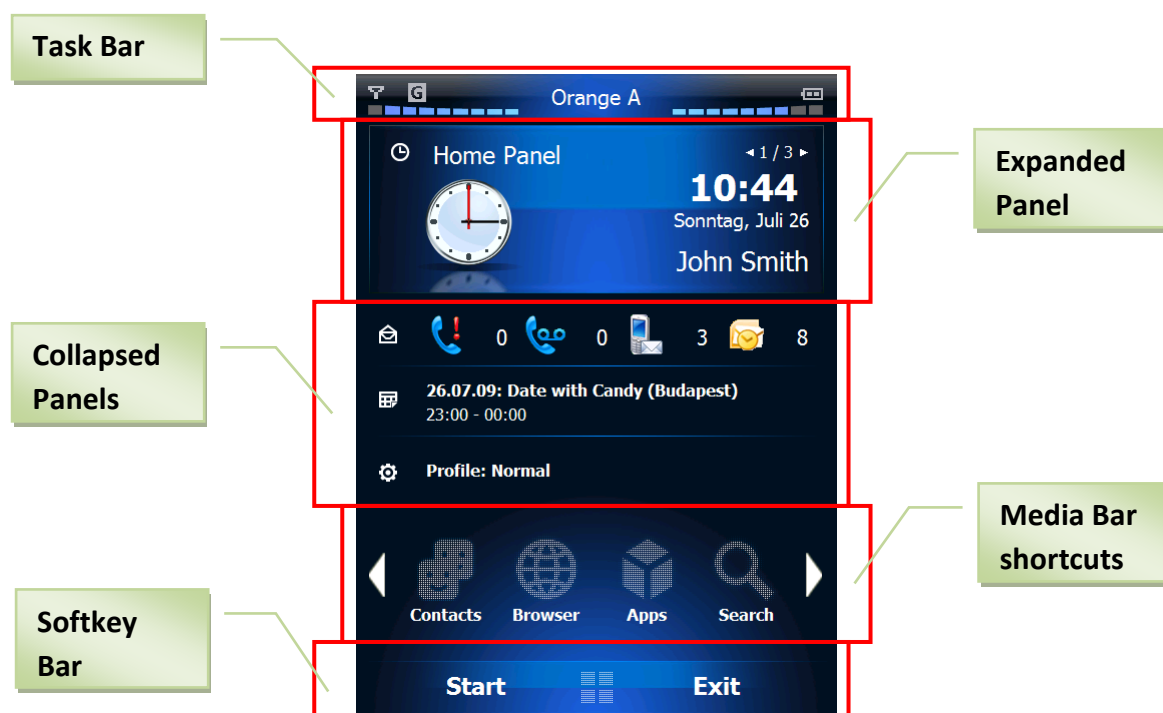 Task Bar
G
Orange A
Home Panel
◄ 1 / 3 ►
10:44
Sonntag, Juli 26
John Smith
Expanded
Panel
Collapsed
Panels
0
0
3
8
26.07.09: Date with Candy (Budapest)
23:00 - 00:00
Profile: Normal
Media Bar
shortcuts
Contacts Browser Apps Search
Softkey
Bar
Start Exit